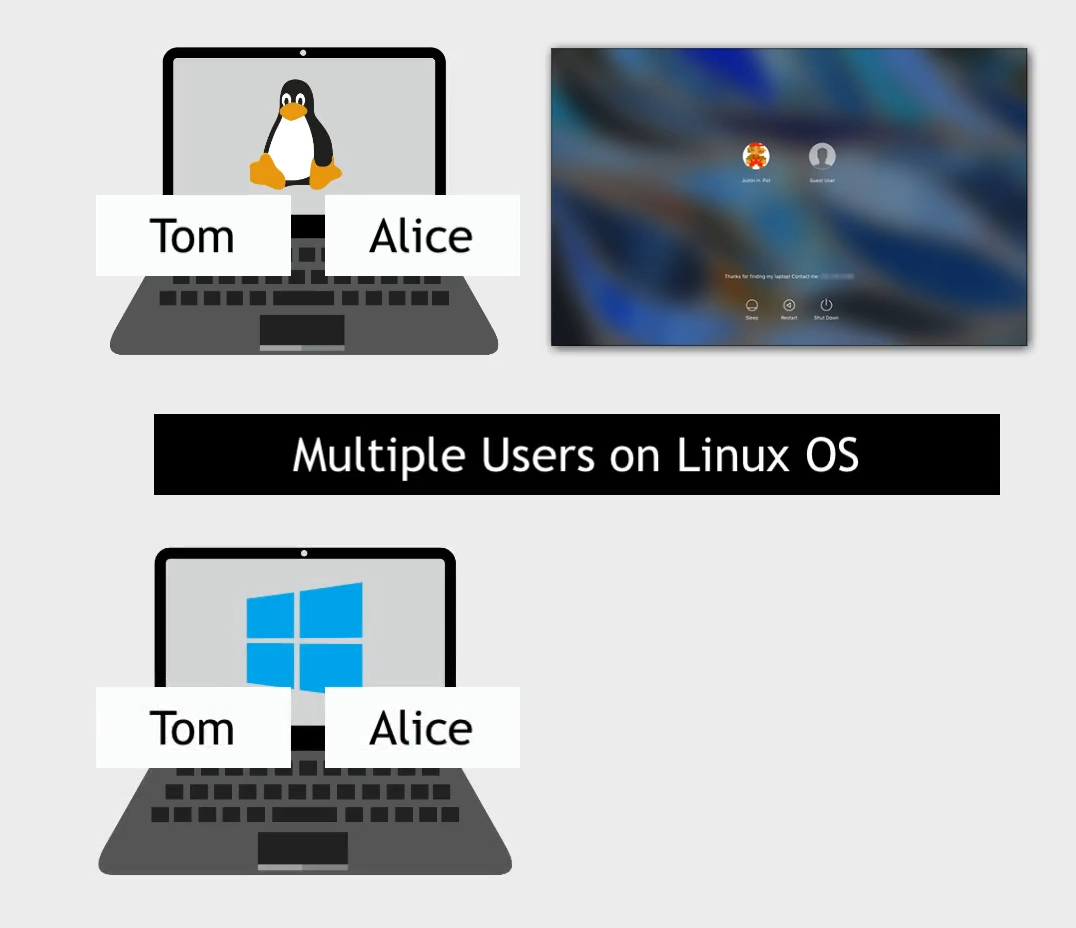 Tom
Alice
Justin H. Pot
Guest User
Thanks for finding my laptop! Contact me
Sleep
Restart
Shut Down
Multiple Users on Linux OS
Tom
Alice